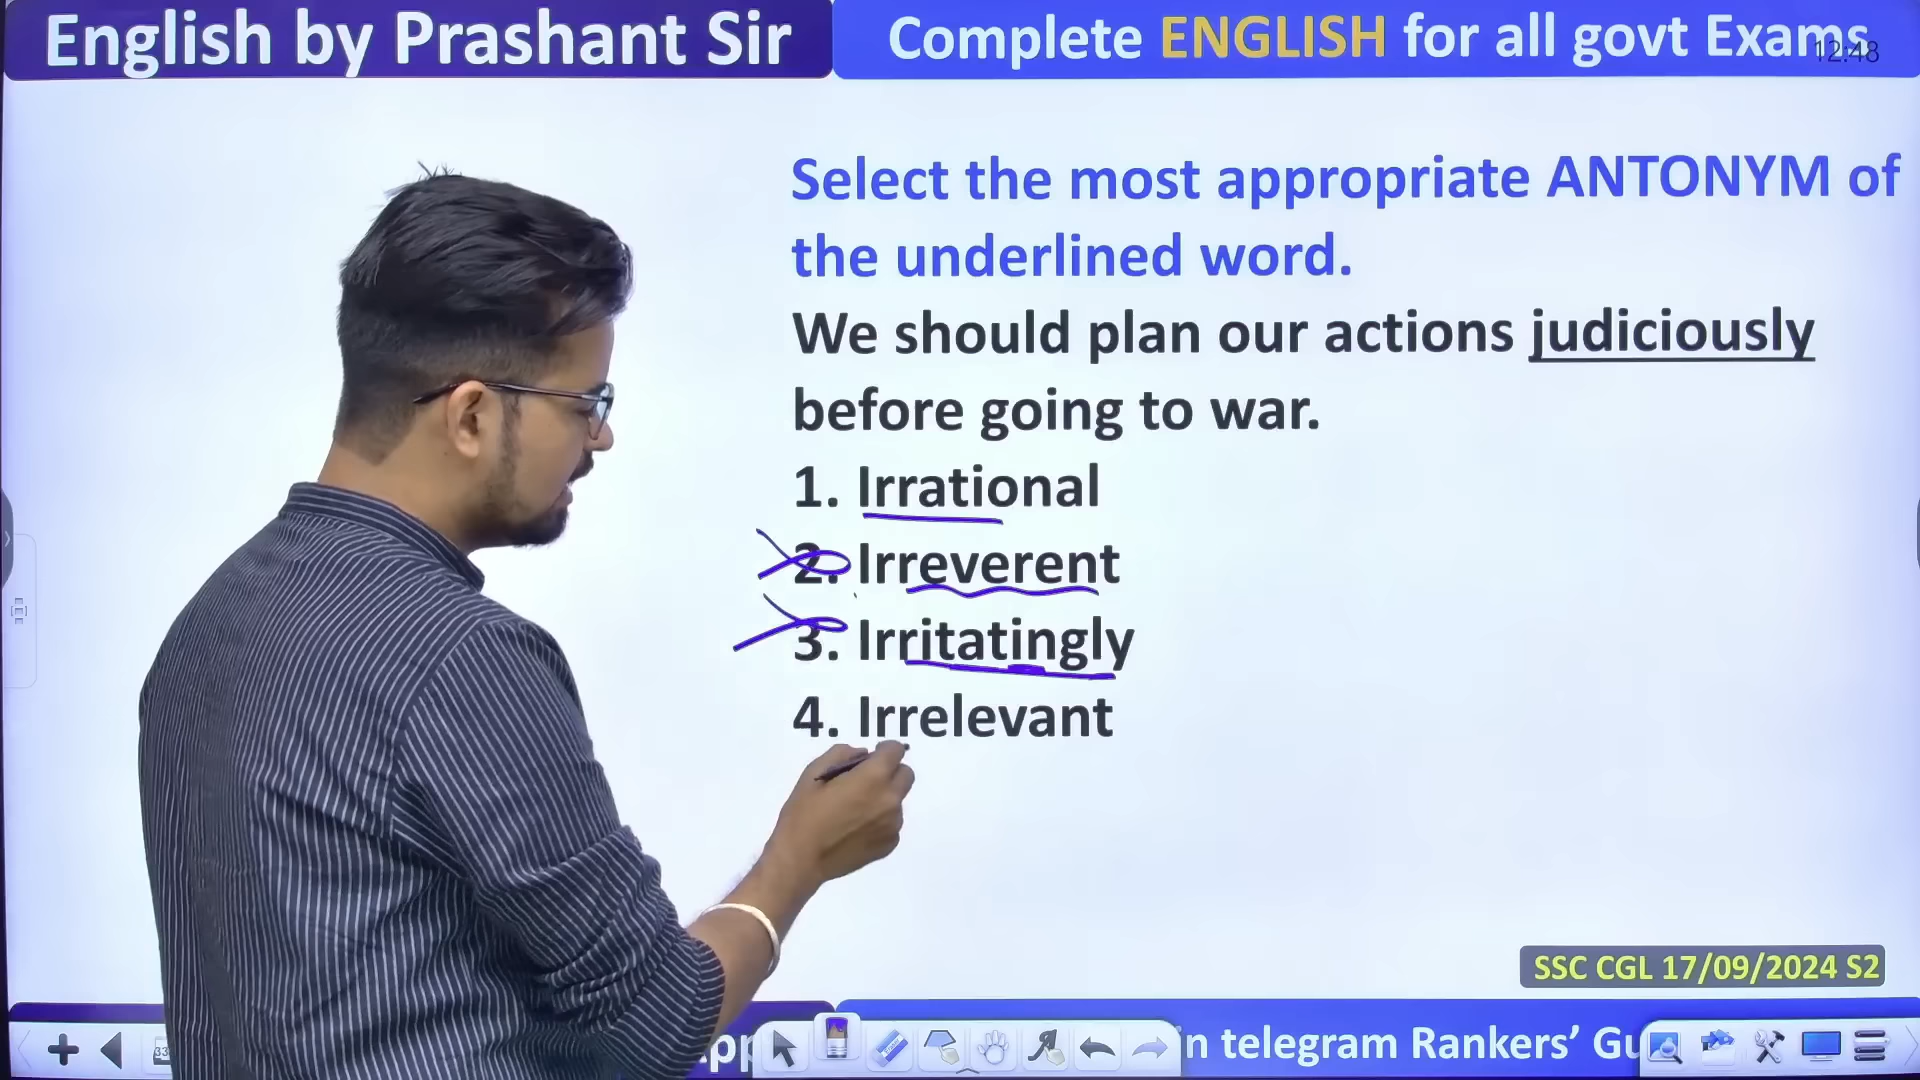 English by Prashant Sir
Complete ENGLISH for all govt Exams
12:48
Select the most appropriate ANTONYM of
the underlined word.
We should plan our actions judiciously
before going to war.
1. Irrational
2. Irreverent
3. Irritatingly
4. Irrelevant
SSC CGL 17/09/2024 S2
in telegram Rankers’